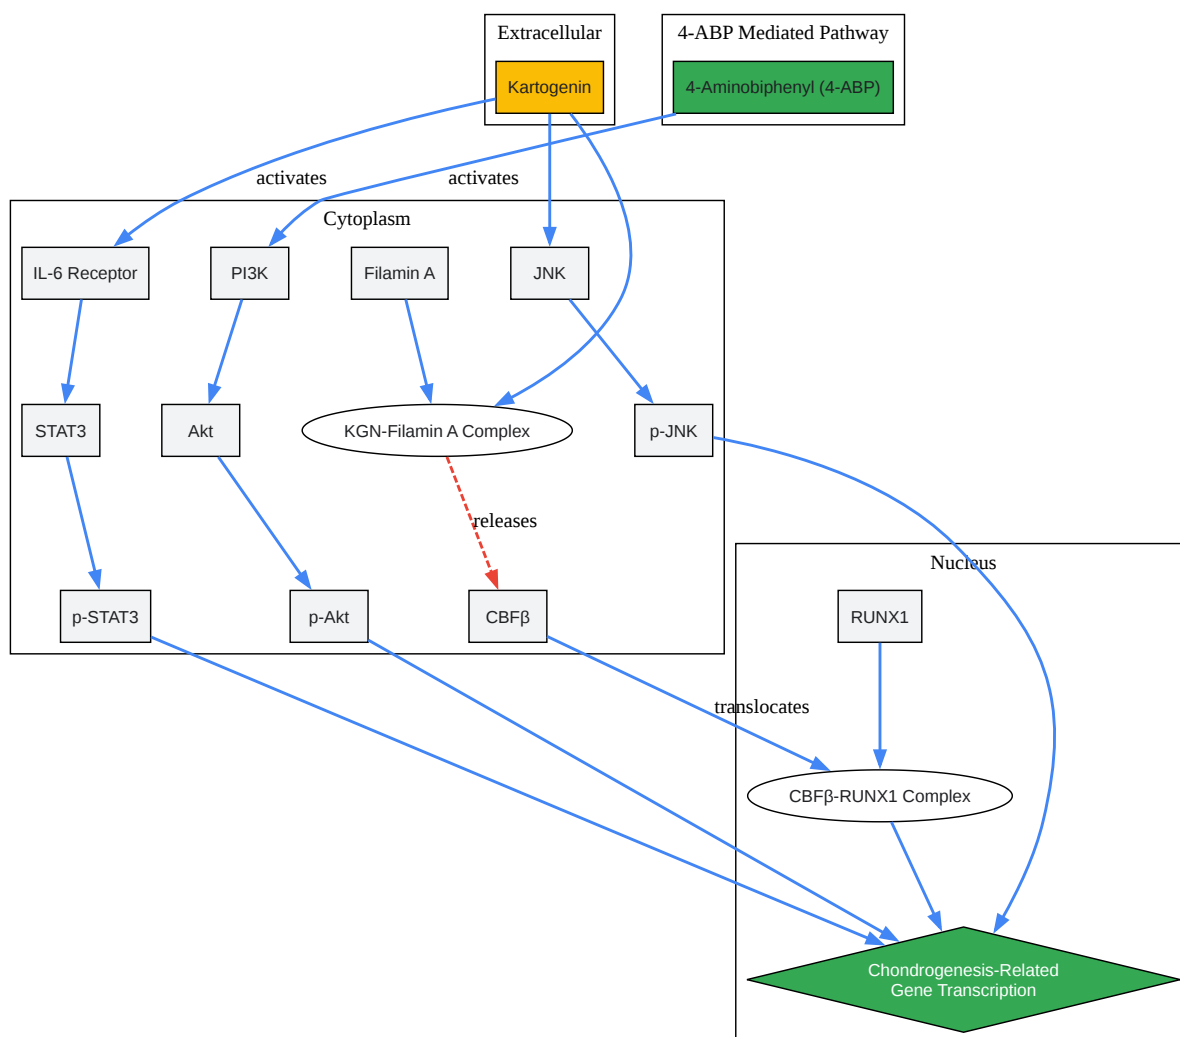 Extracellular
4-ABP Mediated Pathway
Kartogenin
4-Aminobiphenyl (4-ABP)
activates
activates
Cytoplasm
IL-6 Receptor
PI3K
Filamin A
JNK
STAT3
Akt
KGN-Filamin A Complex
p-JNK
releases
Nucleus
p-STAT3
p-Akt
CBFβ
RUNX1
translocates
CBFβ-RUNX1 Complex
Chondrogenesis-Related
Gene Transcription